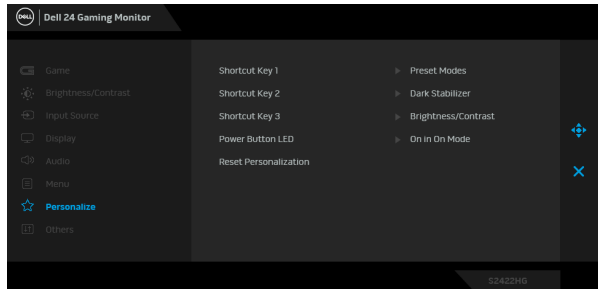 DELL Dell 24 Gaming Monitor
Game
Brightness/Contrast
Input Source
Display
Audio
Menu
Personalize
Others
Shortcut Key 1 Preset Modes
Shortcut Key 2 Dark Stabilizer
Shortcut Key 3 Brightness/Contrast
Power Button LED On in On Mode
Reset Personalization
S2422HG